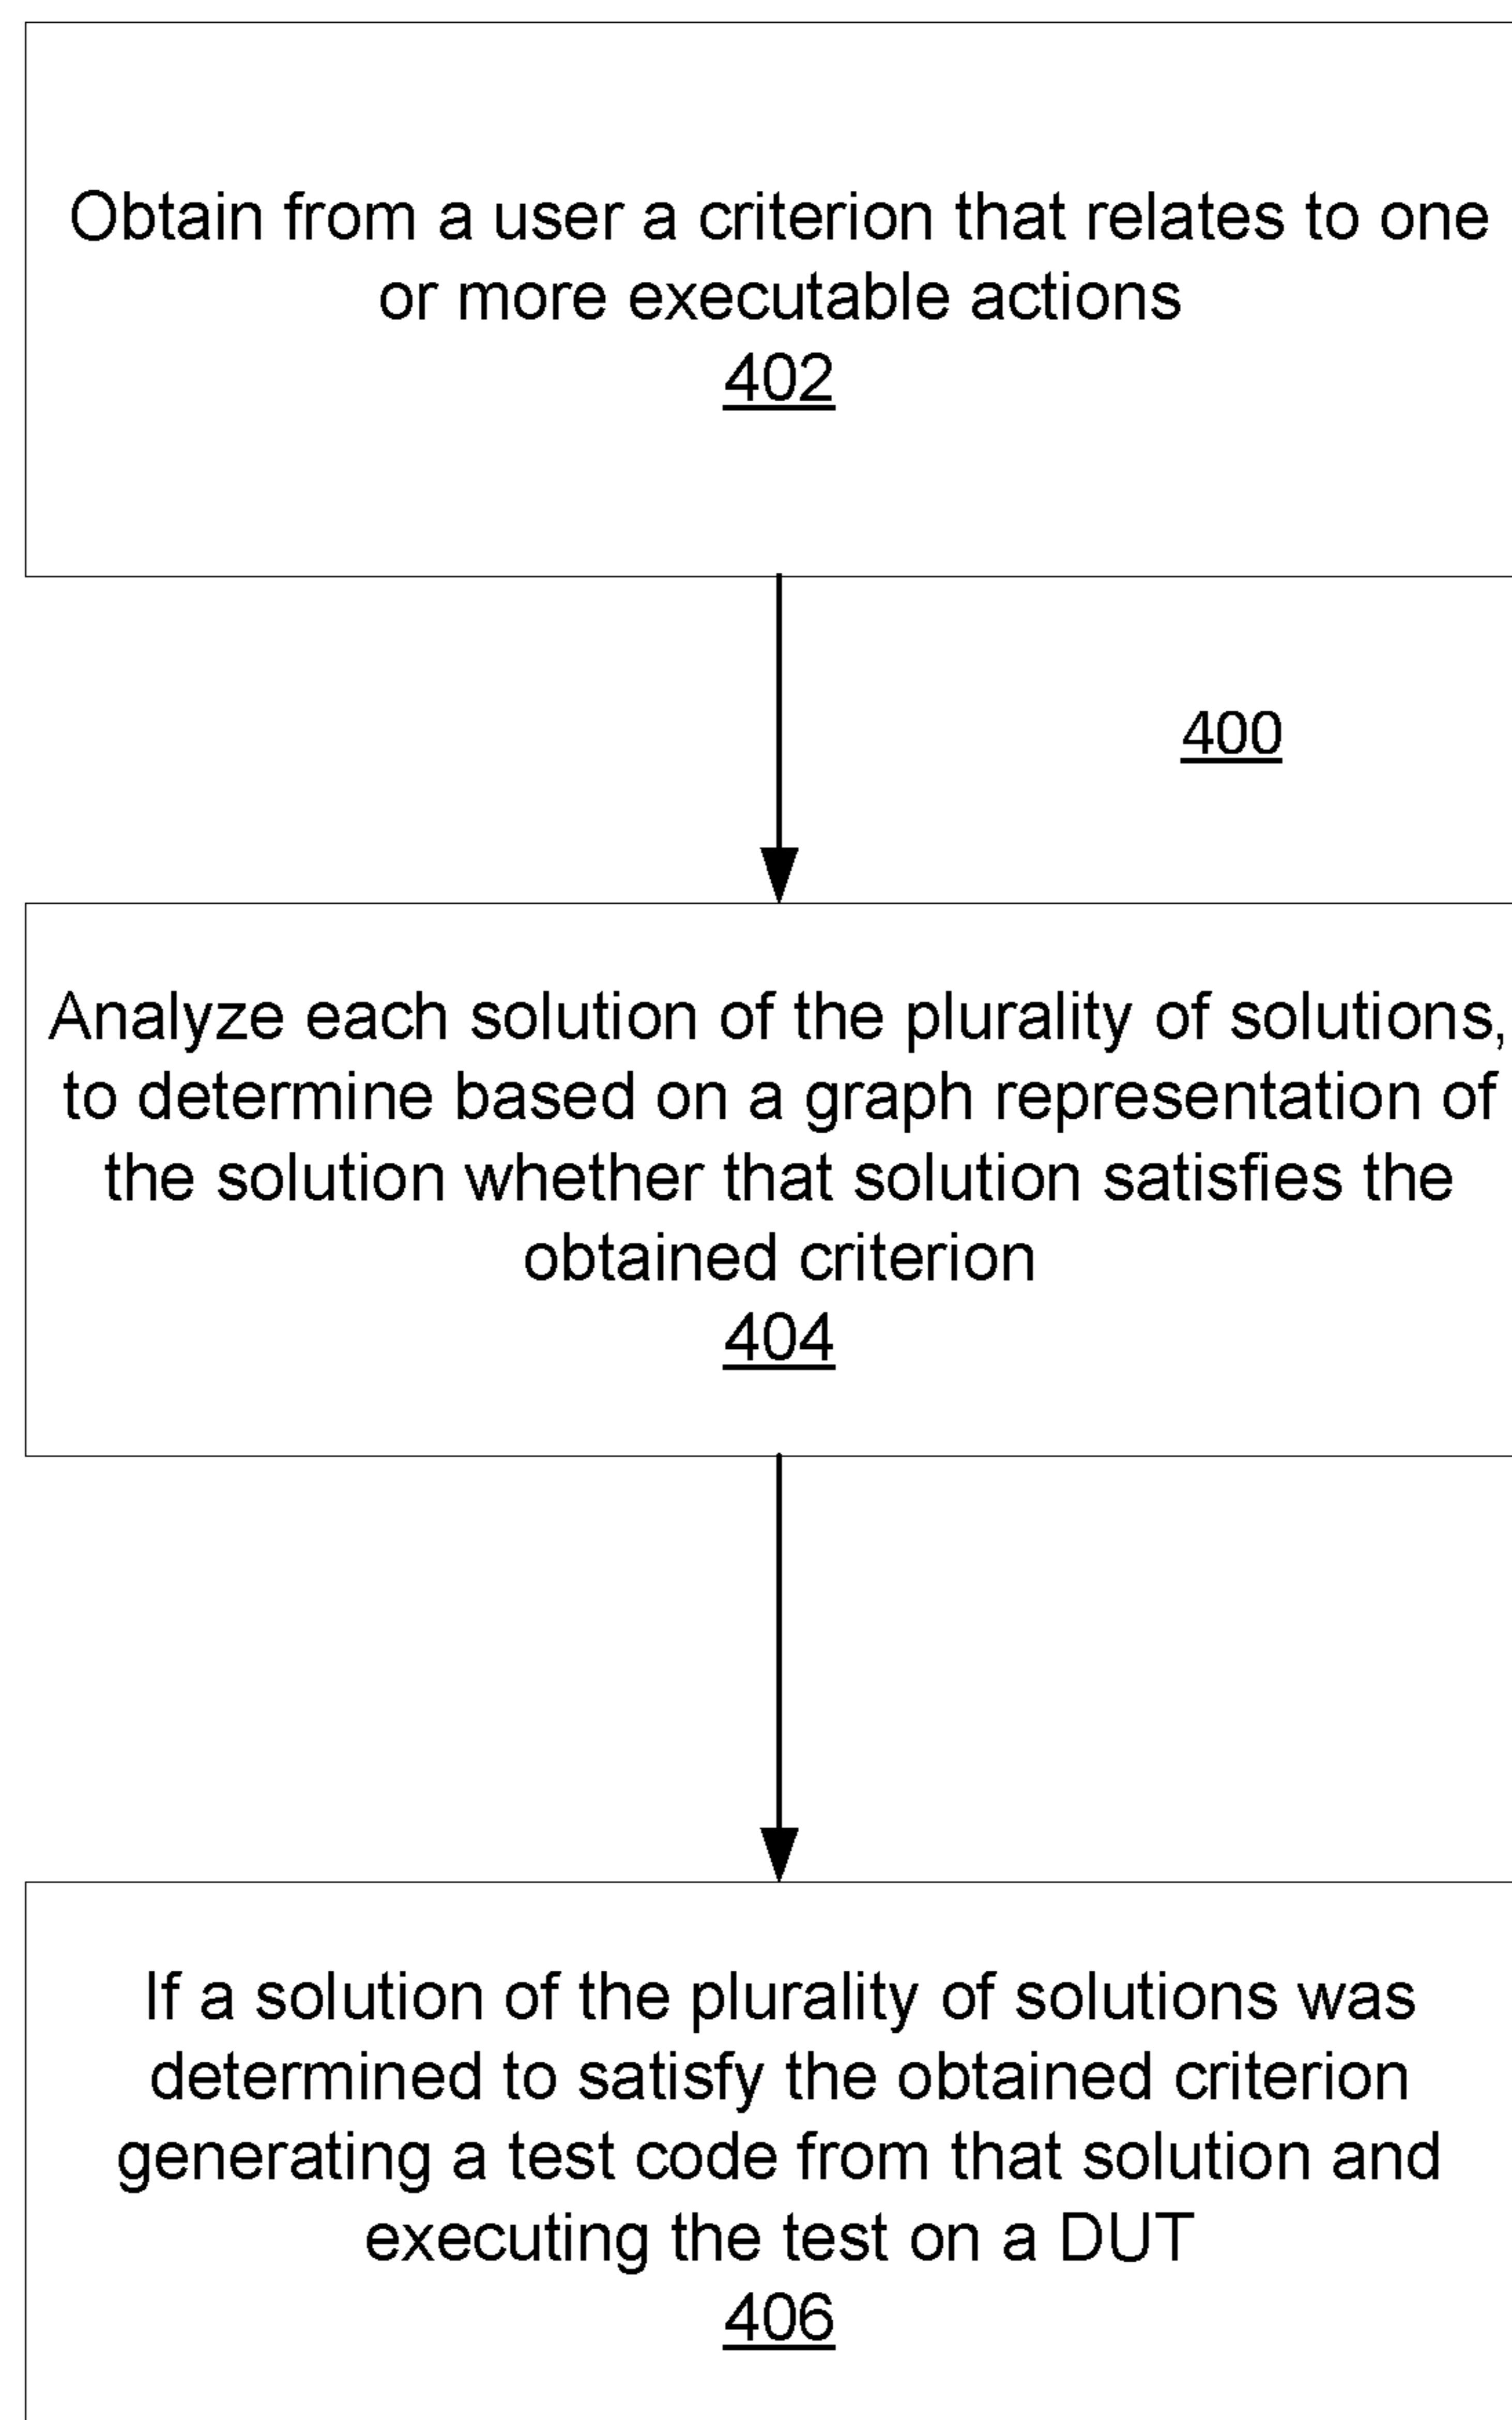 Obtain from a user a criterion that relates to one
or more executable actions
402
400
Analyze each solution of the plurality of solutions,
to determine based on a graph representation of
the solution whether that solution satisfies the
obtained criterion
404
If a solution of the plurality of solutions was
determined to satisfy the obtained criterion
generating a test code from that solution and
executing the test on a DUT
406